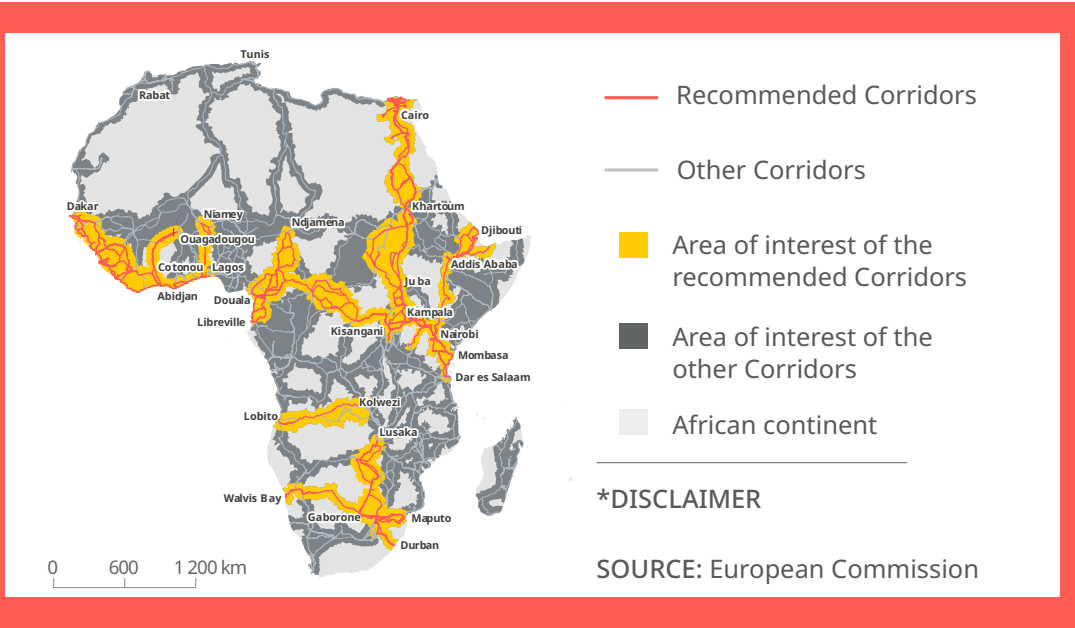 Tunis
Rabat
Cairo
Dakar
Niamey
Khartoum
Ndjamena
Djibouti
Ouagadougou
Addis Ababa
Cotonou
Lagos
Juba
Abidjan
Douala
Kampala
Libreville
Kisangani
Nairobi
Mombasa
Dar es Salaam
Kolwezi
Lobito
Lusaka
Walvis Bay
Gaborone
Maputo
Durban
0 600 1 200 km
Recommended Corridors
Other Corridors
Area of interest of the
recommended Corridors
Area of interest of the
other Corridors
African continent
*DISCLAIMER
SOURCE: European Commission